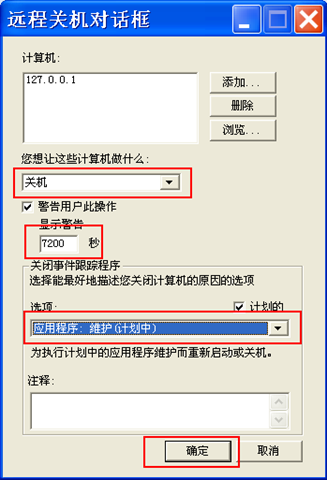 远程关机对话框
计算机:
127.0.0.1
添加...
删除
浏览...
您想让这些计算机做什么:
关机
警告用户此操作
显示警告
7200 秒
关闭事件跟踪程序
选择能最好地描述您关闭计算机的原因的选项
选项: 计划的
应用程序: 维护(计划中)
为执行计划中的应用程序维护而重新启动或关机。
注释:
确定 取消